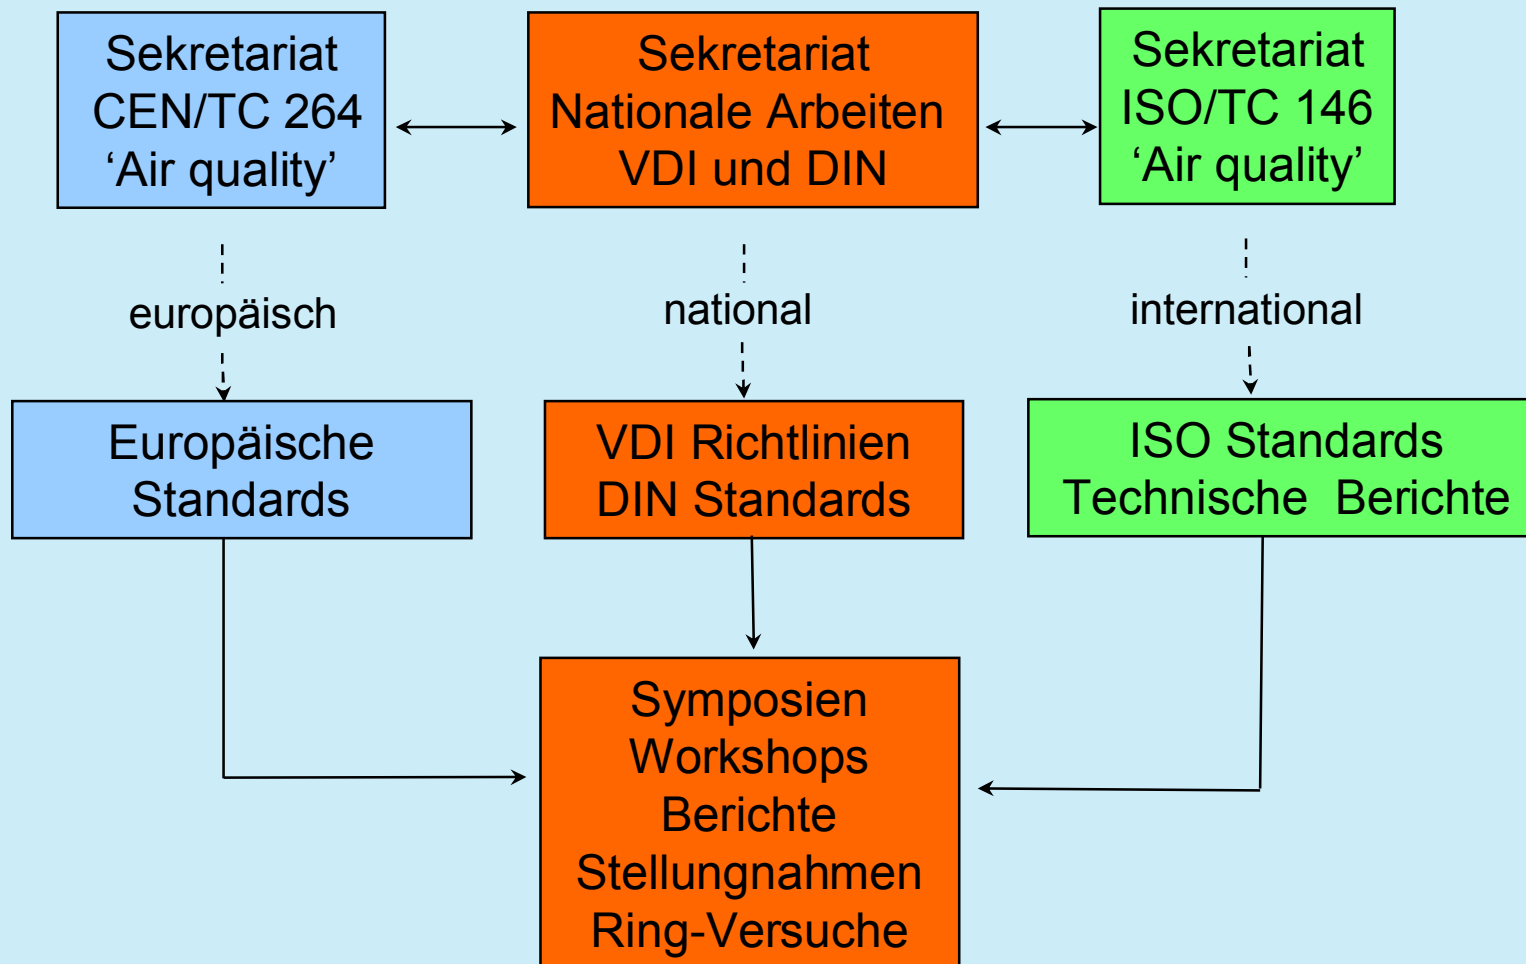 Sekretariat
CEN/TC 264
‘Air quality’
Sekretariat
Nationale Arbeiten
VDI und DIN
Sekretariat
ISO/TC 146
‘Air quality’
europäisch
national
international
Europäische
Standards
VDI Richtlinien
DIN Standards
ISO Standards
Technische Berichte
Symposien
Workshops
Berichte
Stellungnahmen
Ring-Versuche